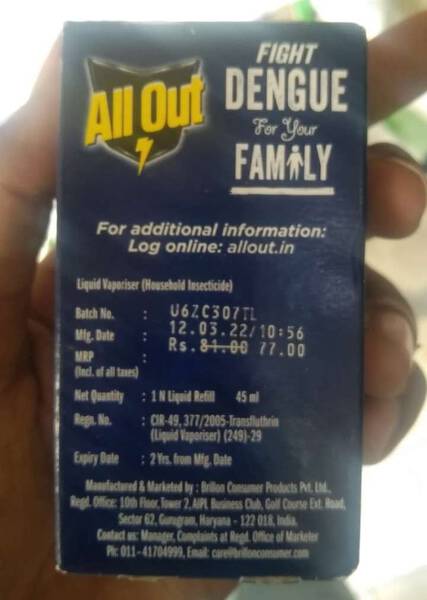 All Out
FIGHT
DENGUE
For Your
FAMILY
For additional information:
Log online: allout.in
Liquid Vaporiser (Household Insecticide)
Batch No. : U6ZC307TL
Mfg. Date : 12.03.22/10:56
MRP : Rs. 81.00 77.00
(Incl. of all taxes)
Net Quantity : 1 N Liquid Refill 45 ml
Regn. No. : CIR-49, 377/2005-Transfluthrin
(Liquid Vaporiser) (249)-29
Expiry Date : 2 Yrs. from Mfg. Date
Manufactured & Marketed by : Brillon Consumer Products Pvt. Ltd.,
Regd. Office: 10th Floor, Tower 2, AIPL Business Club, Golf Course Ext. Road,
Sector 62, Gurugram, Haryana - 122 018, India.
Contact us: Manager, Complaints at Regd. Office of Marketer
Ph: 011-41704999, Email: care@brillonconsumer.com